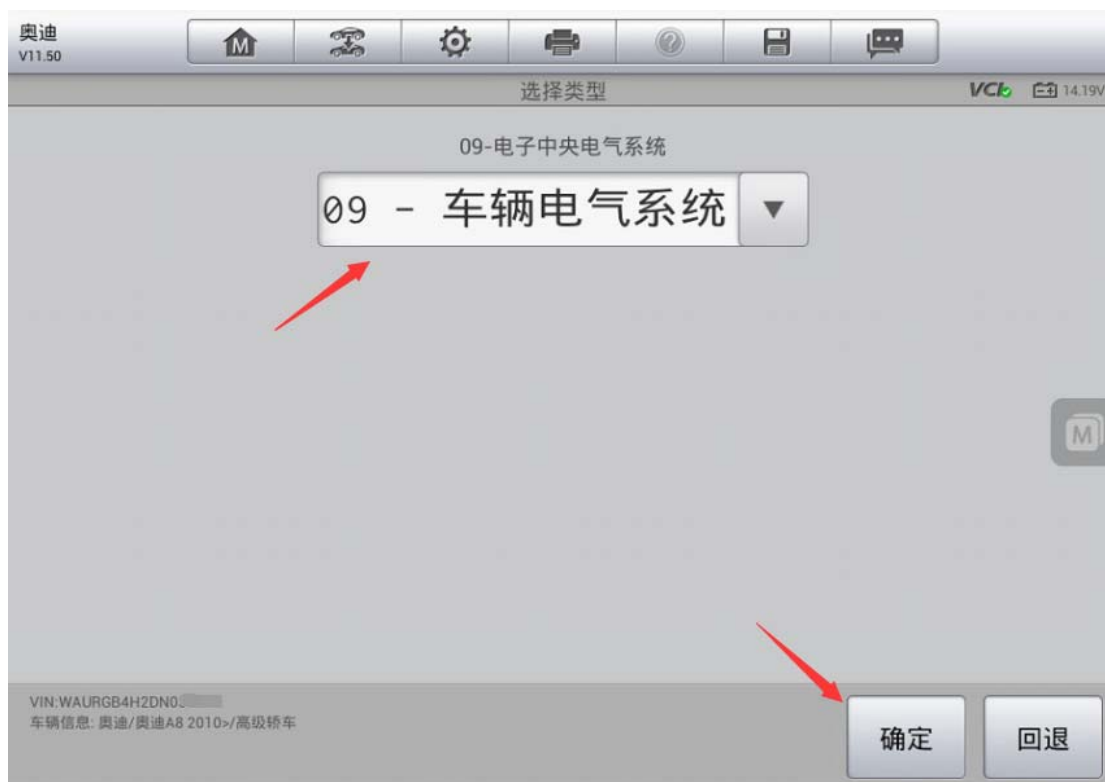 奥迪
V11.50
选择类型
VCI
14.19V
09-电子中央电气系统
09 - 车辆电气系统
M
VIN:WAURGB4H2DN0
车辆信息: 奥迪/奥迪A8 2010>/高级轿车
确定
回退